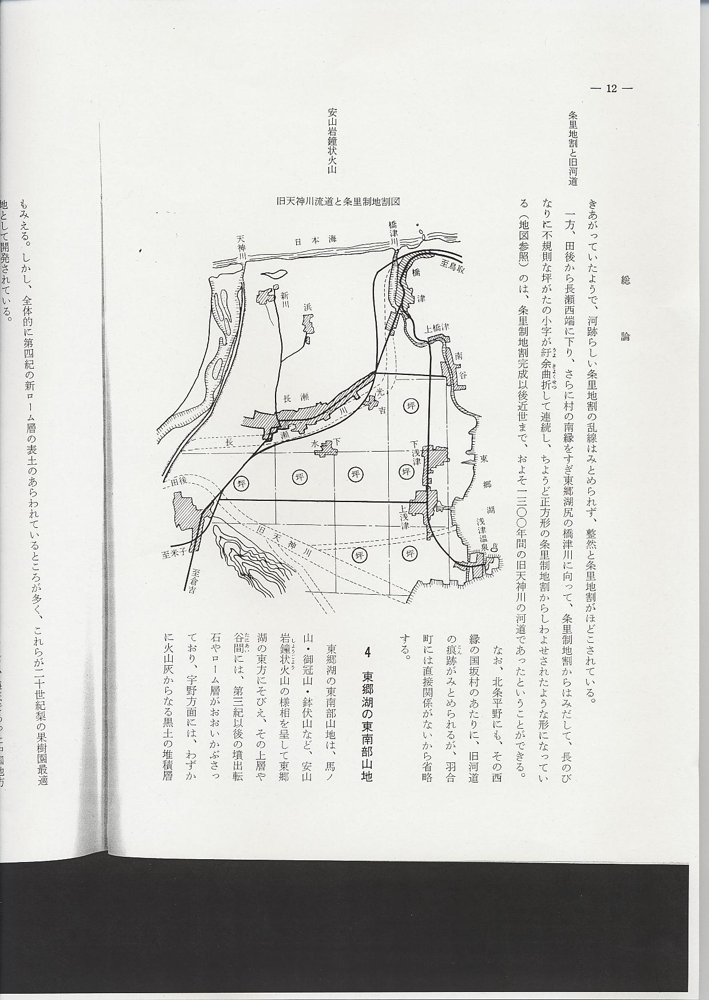 — 12 —
総論
条里地割と旧河道
きあがっていたようで、河跡らしい条里地割の乱線はみとめられず、整然と条里地割がほどこされている。
一方、田後から長瀬西端に下り、さらに村の南縁をすぎ東郷湖尻の橋津川に向って、条里制地割からはみだして、長のび
なりに不規則な坪がたの小字が紆余曲折して連続し、ちょうど正方形の条里制地割からしわよせされたような形になってい
うよ きょくせつ
る（地図参照）のは、条里制地割完成以後近世まで、およそ一三〇〇年間の旧天神川の河道であったということができる。
なお、北条平野にも、その西
縁の国坂村のあたりに、旧河道
の痕跡がみとめられるが、羽合
こん
町には直接関係がないから省略
する。
旧天神川流道と条里制地割図
天神川
日本海
橋津川
至鳥取
橋津
新川
浜
上橋津
南谷
長瀬
光吉
長瀬川
水下
下浅津
東郷湖
坪
坪
坪
坪
坪
坪
坪
田後
上浅津
浅津温泉
旧天神川
至米子
至倉吉
4 東郷湖の東南部山地
安山岩鐘状火山
東郷湖の東南部山地は、馬ノ
山・御冠山・鉢伏山など、安山
岩鐘状火山の様相を呈して東郷
しょうじょう
湖の東方にそびえ、その上層や
谷間には、第三紀以後の墳出転
たにあい
石やローム層がおおいかぶさっ
ており、宇野方面には、わずか
に火山灰からなる黒土の堆積層
もみえる。しかし、全体的に第四紀の新ローム層の表土のあらわれているところが多く、これらが二十世紀梨の果樹園最適
地として開発されている。